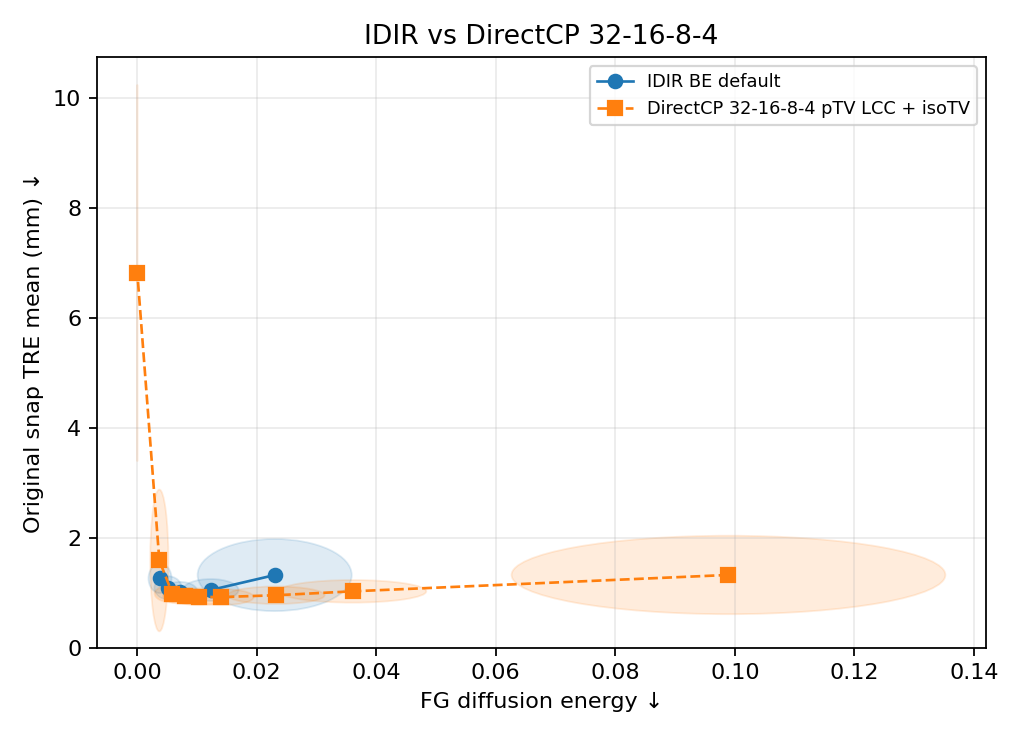 IDIR vs DirectCP 32-16-8-4
IDIR BE default
DirectCP 32-16-8-4 pTV LCC + isoTV
Original snap TRE mean (mm) ↓
10
8
6
4
2
0
0.00 0.02 0.04 0.06 0.08 0.10 0.12 0.14
FG diffusion energy ↓